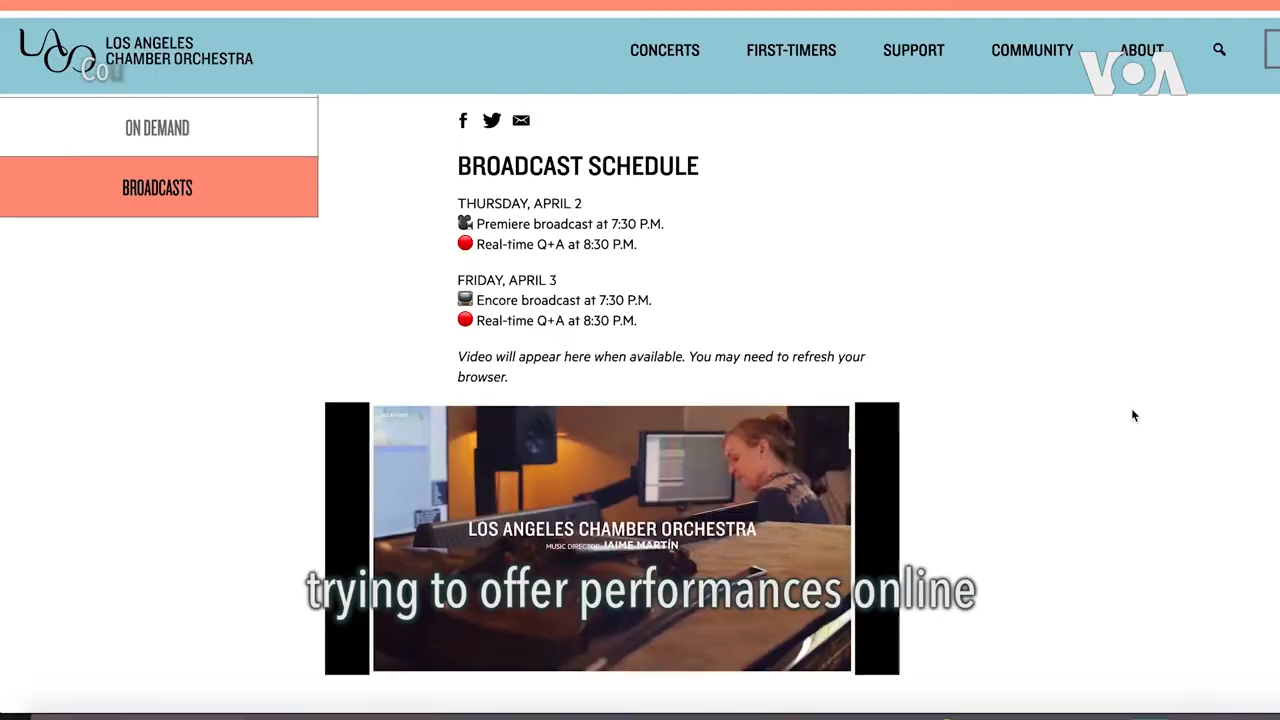 LACO
LOS ANGELES
CHAMBER ORCHESTRA
CONCERTS
FIRST-TIMERS
SUPPORT
COMMUNITY
ABOUT
Cou
VOA
ON DEMAND
BROADCASTS
BROADCAST SCHEDULE
THURSDAY, APRIL 2
Premiere broadcast at 7:30 P.M.
Real-time Q+A at 8:30 P.M.
FRIDAY, APRIL 3
Encore broadcast at 7:30 P.M.
Real-time Q+A at 8:30 P.M.
Video will appear here when available. You may need to refresh your
browser.
LOS ANGELES CHAMBER ORCHESTRA
MUSIC DIRECTOR JAIME MARTÍN
trying to offer performances online